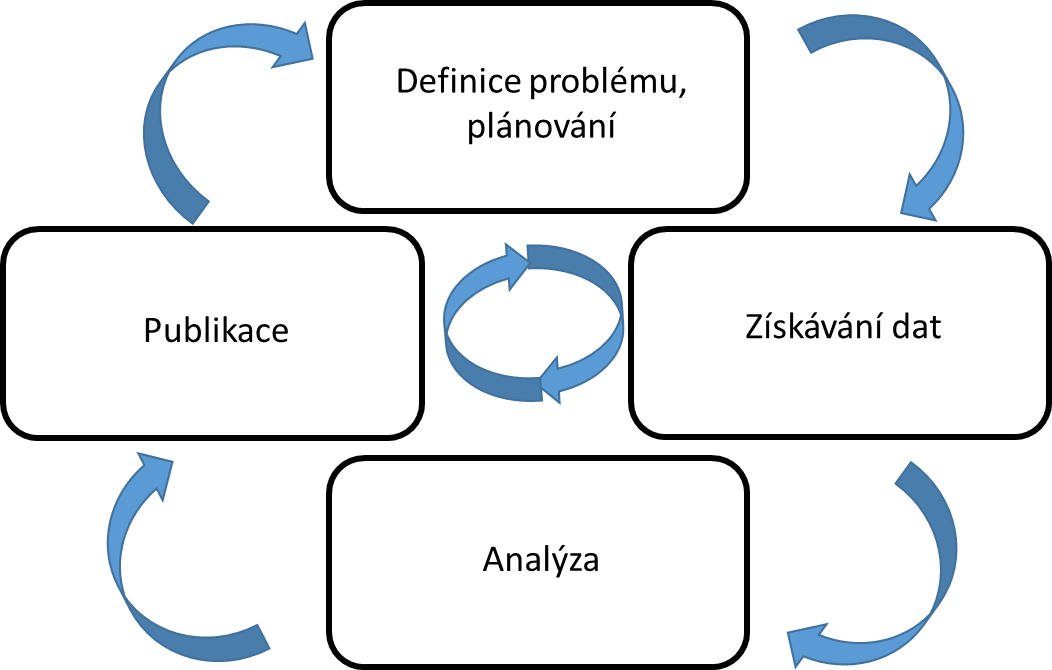 Definice problému,
plánování
Publikace
Získávání dat
Analýza